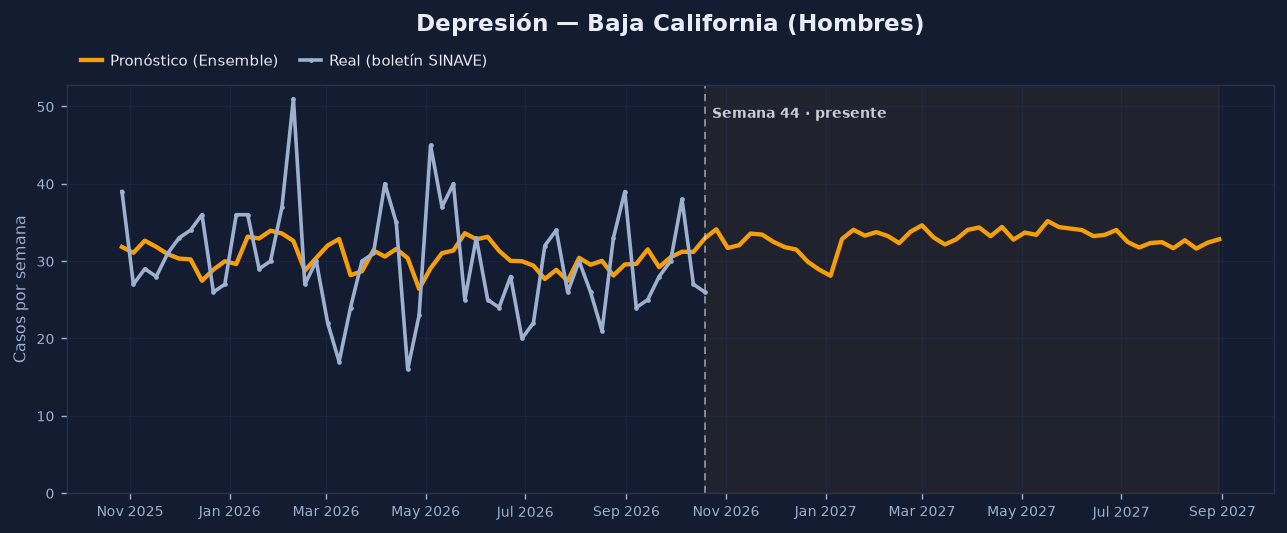 Depresión — Baja California (Hombres)
Pronóstico (Ensemble)
Real (boletín SINAVE)
Semana 44 · presente
Casos por semana
50
40
30
20
10
0
Nov 2025
Jan 2026
Mar 2026
May 2026
Jul 2026
Sep 2026
Nov 2026
Jan 2027
Mar 2027
May 2027
Jul 2027
Sep 2027